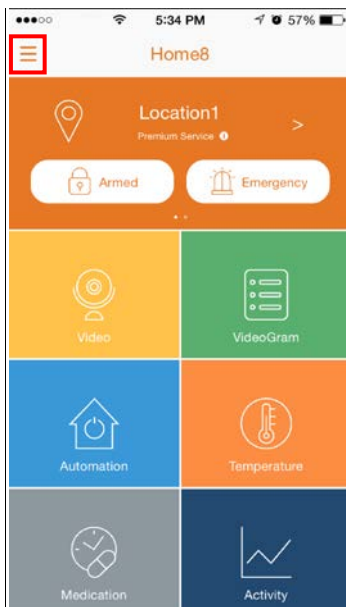 5:34 PM 57%
Home8
Location1
Premium Service
Armed Emergency
Video VideoGram
Automation Temperature
Medication Activity